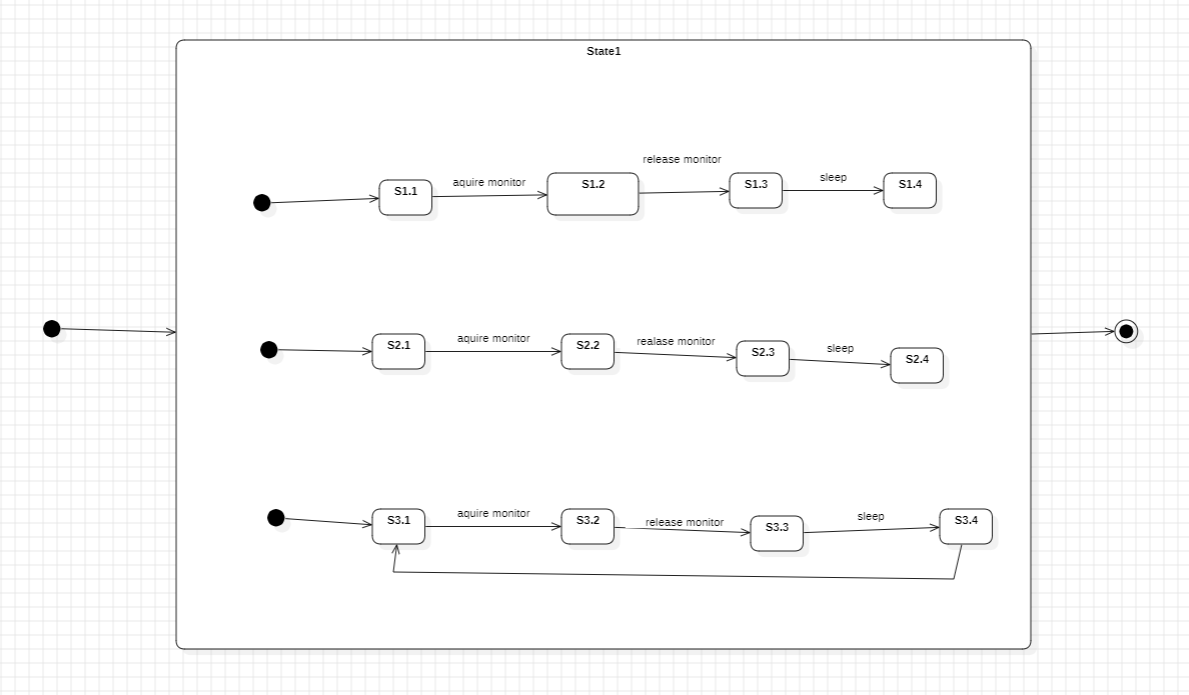 State1
release monitor
S1.1
aquire monitor
S1.2
S1.3
sleep
S1.4
S2.1
aquire monitor
S2.2
realase monitor
S2.3
sleep
S2.4
S3.1
aquire monitor
S3.2
release monitor
S3.3
sleep
S3.4